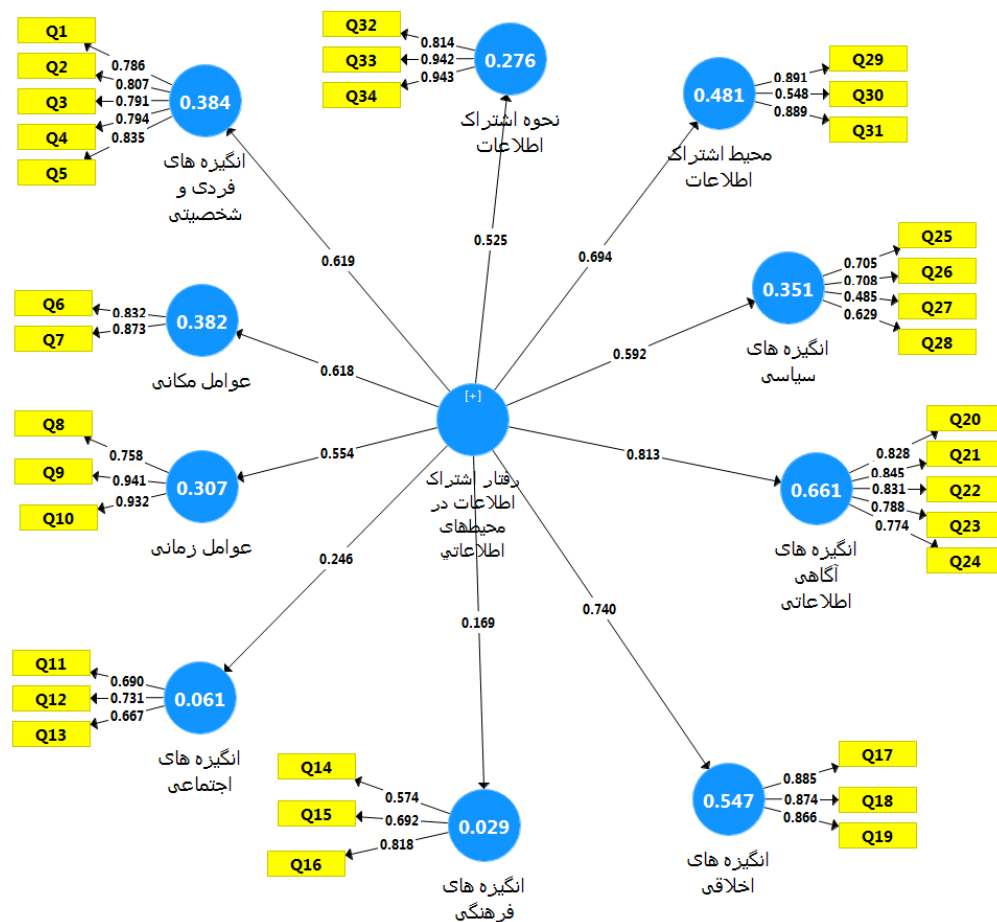 Q1
Q2
Q3
Q4
Q5
0.786
0.807
0.791
0.794
0.835
0.384
انگیزه های
فردی و
شخصیتی
Q32
Q33
Q34
0.814
0.942
0.943
0.276
نحوه اشتراک
اطلاعات
0.481
0.891
0.548
0.889
Q29
Q30
Q31
محیط اشتراک
اطلاعات
0.619
0.525
0.694
Q6
Q7
0.832
0.873
0.382
عوامل مکانی
0.618
0.351
0.705
0.708
0.485
0.629
Q25
Q26
Q27
Q28
انگیزه های
سیاسی
0.592
[+]
رفتار اشتراک
اطلاعات در
محیطهای
اطلاعاتي
Q8
Q9
Q10
0.758
0.941
0.932
0.307
عوامل زمانی
0.554
0.813
0.661
0.828
0.845
0.831
0.788
0.774
Q20
Q21
Q22
Q23
Q24
انگیزه های
آگاهی
اطلاعاتی
0.246
0.169
0.740
Q11
Q12
Q13
0.690
0.731
0.667
0.061
انگیزه های
اجتماعی
Q14
Q15
Q16
0.574
0.692
0.818
0.029
انگیزه های
فرهنگی
0.547
0.885
0.874
0.866
Q17
Q18
Q19
انگیزه های
اخلاقی